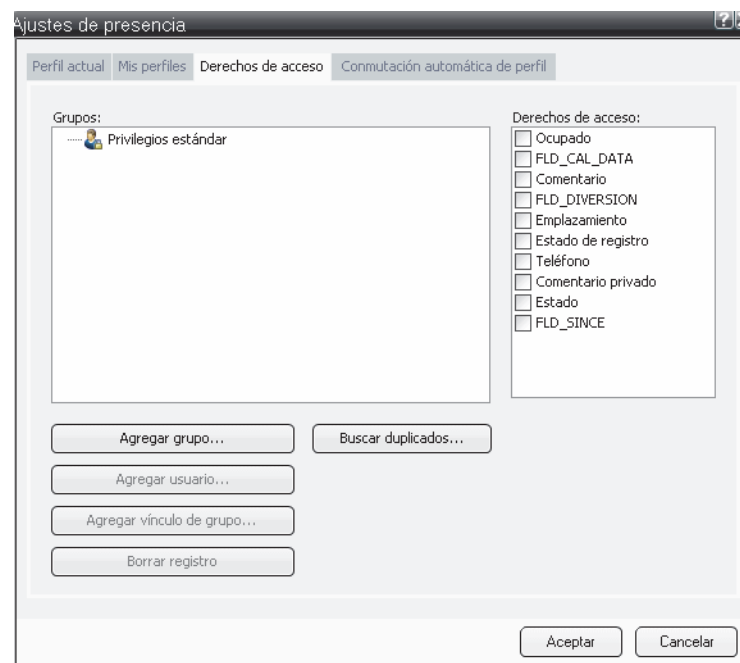 Ajustes de presencia
Perfil actual Mis perfiles Derechos de acceso Conmutación automática de perfil
Grupos:
Privilegios estándar
Derechos de acceso:
Ocupado
FLD_CAL_DATA
Comentario
FLD_DIVERSION
Emplazamiento
Estado de registro
Teléfono
Comentario privado
Estado
FLD_SINCE
Agregar grupo...
Buscar duplicados...
Agregar usuario...
Agregar vínculo de grupo...
Borrar registro
Aceptar
Cancelar